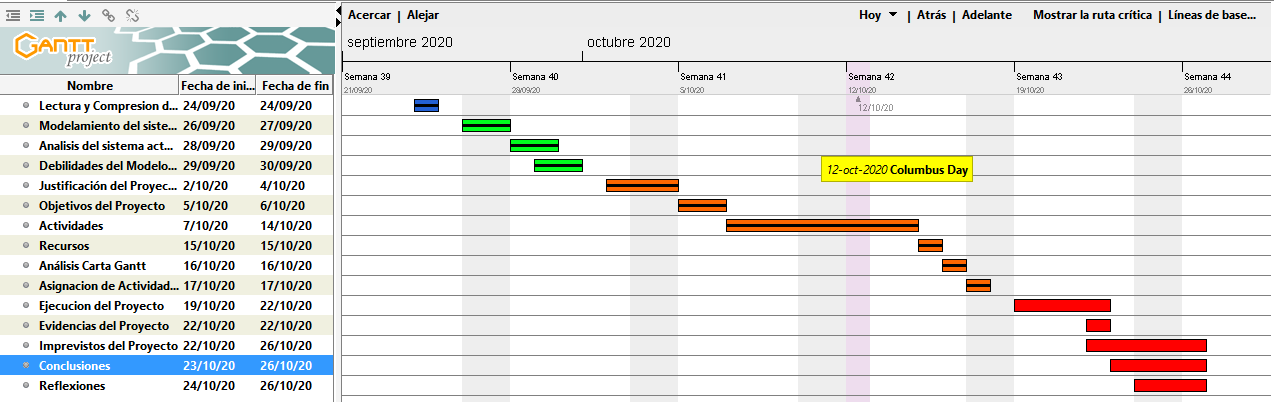 Acercar | Alejar
Hoy | Atrás | Adelante
Mostrar la ruta crítica | Líneas de base...
GANTT
project
septiembre 2020
octubre 2020
Nombre Fecha de ini... Fecha de fin
Semana 39 Semana 40 Semana 41 Semana 42 Semana 43 Semana 44
21/09/20 28/09/20 5/10/20 12/10/20 19/10/20 26/10/20
12/10/20
Lectura y Compresion d... 24/09/20 24/09/20
Modelamiento del siste... 26/09/20 27/09/20
Analisis del sistema act... 28/09/20 29/09/20
Debilidades del Modelo... 29/09/20 30/09/20
12-oct-2020 Columbus Day
Justificación del Proyec... 2/10/20 4/10/20
Objetivos del Proyecto 5/10/20 6/10/20
Actividades 7/10/20 14/10/20
Recursos 15/10/20 15/10/20
Análisis Carta Gantt 16/10/20 16/10/20
Asignacion de Actividad... 17/10/20 17/10/20
Ejecucion del Proyecto 19/10/20 22/10/20
Evidencias del Proyecto 22/10/20 22/10/20
Imprevistos del Proyecto 22/10/20 26/10/20
Conclusiones 23/10/20 26/10/20
Reflexiones 24/10/20 26/10/20